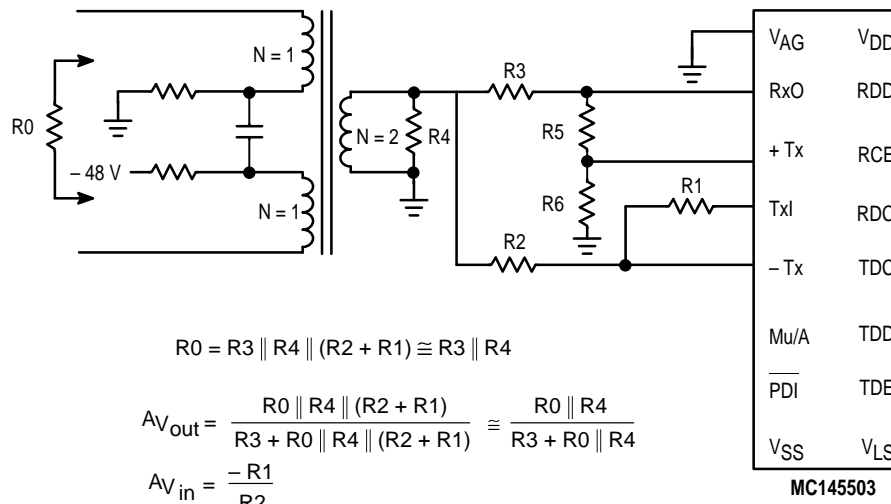 VAG VDD
N = 1
R3
RxO RDD
R0
N = 2 R4
R5
+ Tx RCE
– 48 V
R1
R6
TxI RDC
N = 1
R2
– Tx TDC
R0 = R3 || R4 || (R2 + R1) ≅ R3 || R4
Mu/A TDD
PDI TDE
AVout = R0 || R4 || (R2 + R1) / R3 + R0 || R4 || (R2 + R1) ≅ R0 || R4 / R3 + R0 || R4
VSS VLS
AVin = – R1 / R2
MC145503